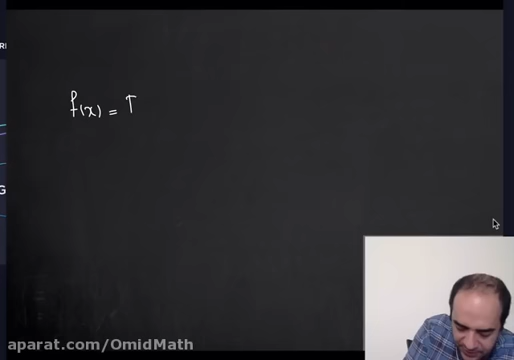 f(x) = ۲
aparat.com/OmidMath